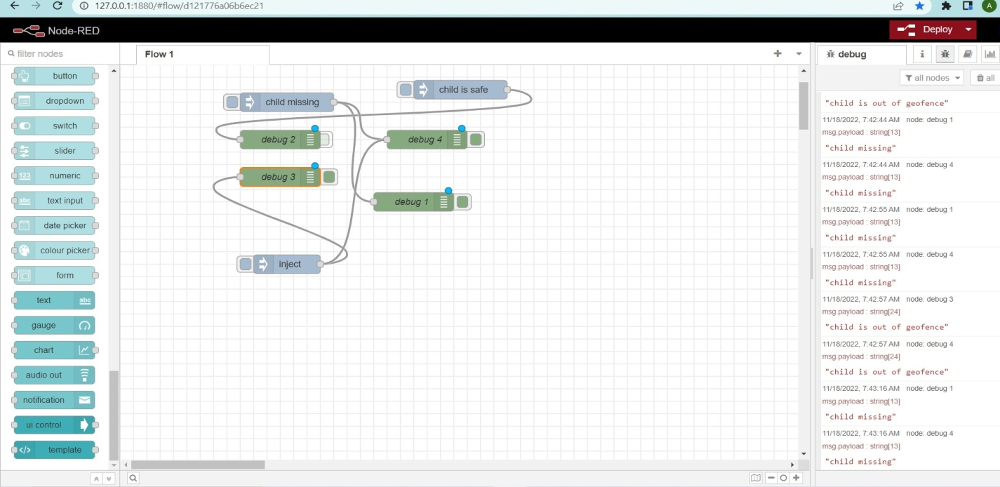 127.0.0.1:1880/#flow/d121776a06b6ec21
A
Node-RED
Deploy
filter nodes
Flow 1
debug
i
all nodes
all
button
dropdown
switch
slider
123 numeric
abc text input
date picker
colour picker
form
text abc
gauge
chart
audio out
notification
ui control
</> template
child missing
child is safe
debug 2
debug 4
debug 3
debug 1
inject
"child is out of geofence"
11/18/2022, 7:42:44 AM node: debug 1
msg.payload : string[13]
"child missing"
11/18/2022, 7:42:44 AM node: debug 4
msg.payload : string[13]
"child missing"
11/18/2022, 7:42:55 AM node: debug 1
msg.payload : string[13]
"child missing"
11/18/2022, 7:42:55 AM node: debug 4
msg.payload : string[13]
"child missing"
11/18/2022, 7:42:57 AM node: debug 3
msg.payload : string[24]
"child is out of geofence"
11/18/2022, 7:42:57 AM node: debug 4
msg.payload : string[24]
"child is out of geofence"
11/18/2022, 7:43:16 AM node: debug 1
msg.payload : string[13]
"child missing"
11/18/2022, 7:43:16 AM node: debug 4
msg.payload : string[13]
"child missing"